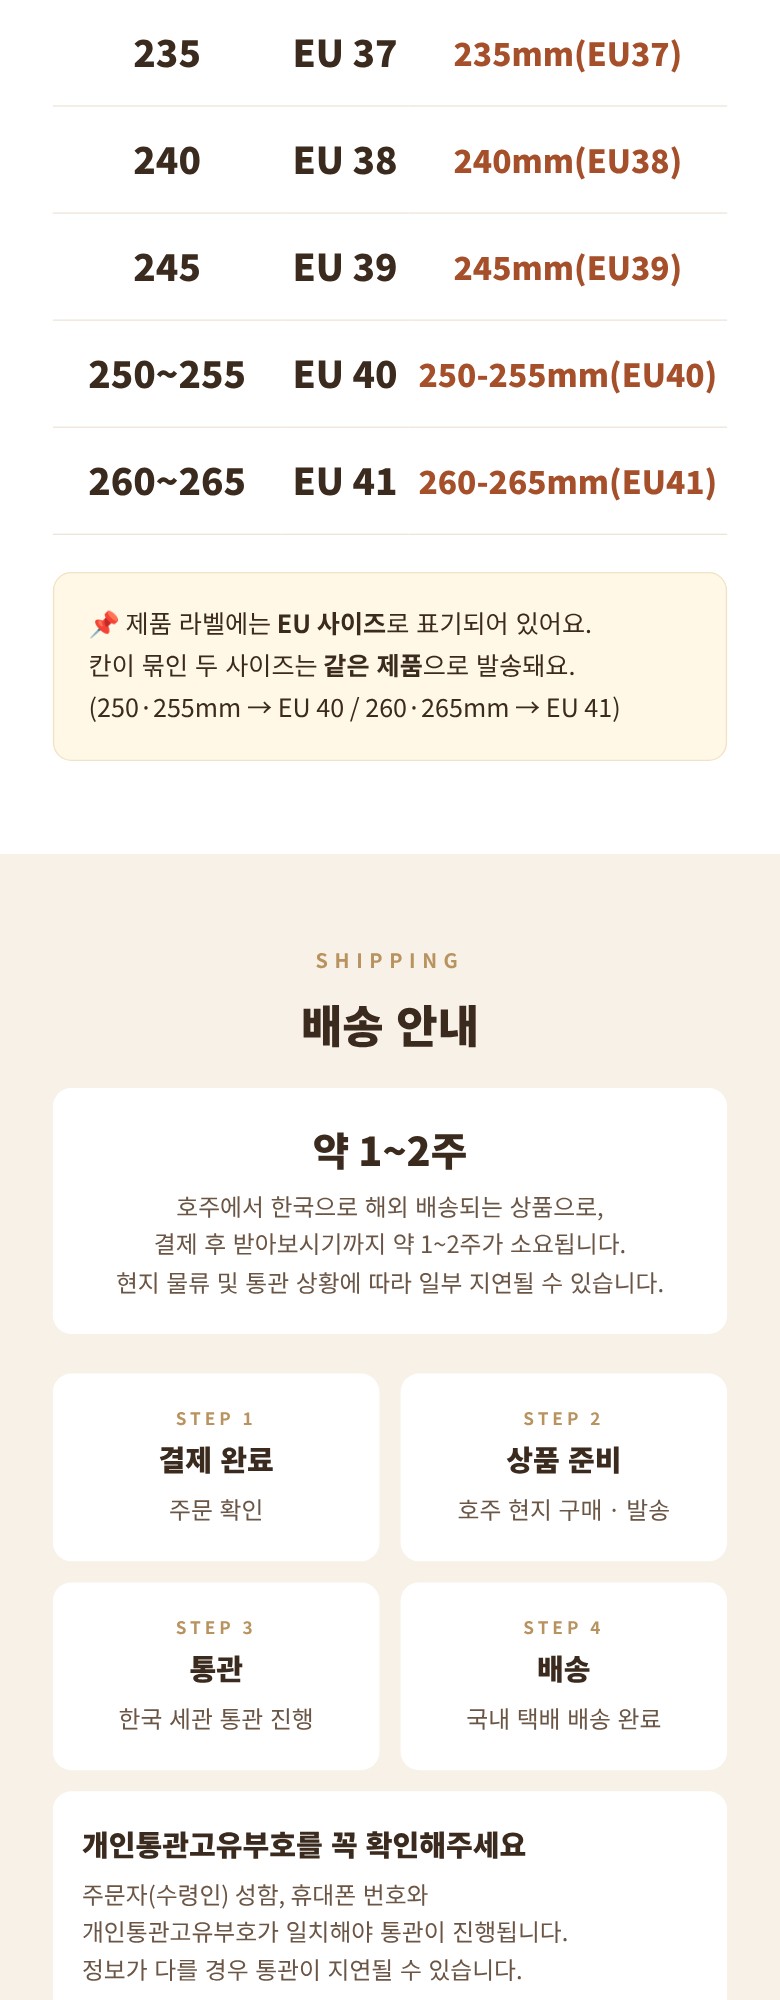 235 EU 37 235mm(EU37)
240 EU 38 240mm(EU38)
245 EU 39 245mm(EU39)
250~255 EU 40 250-255mm(EU40)
260~265 EU 41 260-265mm(EU41)
📌 제품 라벨에는 EU 사이즈로 표기되어 있어요.
칸이 묶인 두 사이즈는 같은 제품으로 발송돼요.
(250·255mm → EU 40 / 260·265mm → EU 41)
SHIPPING
배송 안내
약 1~2주
호주에서 한국으로 해외 배송되는 상품으로,
결제 후 받아보시기까지 약 1~2주가 소요됩니다.
현지 물류 및 통관 상황에 따라 일부 지연될 수 있습니다.
STEP 1
결제 완료
주문 확인
STEP 2
상품 준비
호주 현지 구매 · 발송
STEP 3
통관
한국 세관 통관 진행
STEP 4
배송
국내 택배 배송 완료
개인통관고유부호를 꼭 확인해주세요
주문자(수령인) 성함, 휴대폰 번호와
개인통관고유부호가 일치해야 통관이 진행됩니다.
정보가 다를 경우 통관이 지연될 수 있습니다.